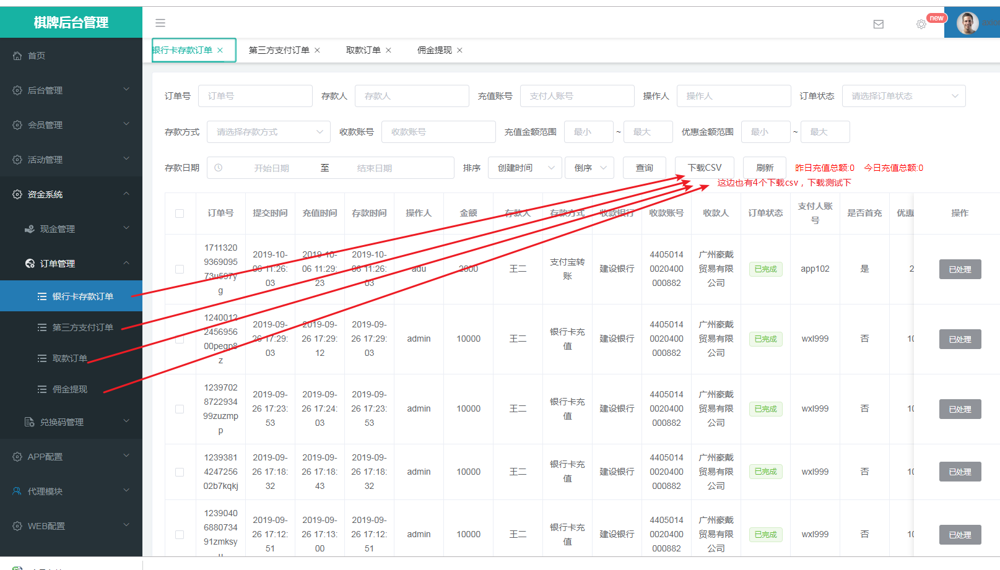 棋牌后台管理
new
银行卡存款订单 ×
第三方支付订单 ×
取款订单 ×
佣金提现 ×
首页
后台管理
会员管理
活动管理
资金系统
现金管理
订单管理
银行卡存款订单
第三方支付订单
取款订单
佣金提现
兑换码管理
APP配置
代理模块
WEB配置
订单号 订单号 存款人 存款人 充值账号 支付人账号 操作人 操作人 订单状态 请选择订单状态
存款方式 请选择存款方式 收款账号 收款账号 充值金额范围 最小 ~ 最大 优惠金额范围 最小 ~ 最大
存款日期 开始日期 至 结束日期 排序 创建时间 倒序 查询 下载CSV 刷新 昨日充值总额:0 今日充值总额:0
这边也有4个下载csv，下载测试下
订单号 提交时间 充值时间 存款时间 操作人 金额 存款人 存款方式 收款银行 收款账号 收款人 订单状态 支付人账
号 是否首充 优惠 操作
1711320
9369095
73u597y
g
2019-10-
06 11:26:
03
2019-10-
06 11:29:
23
2019-10-
06 11:26:
03
adu
2000
王二
支付宝转
账
建设银行
4405014
0020400
000882
广州豪戴
贸易有限
公司
已完成
app102
是
2
已处理
1240012
2456956
00pegp8
z
2019-09-
26 17:29:
03
2019-09-
26 17:29:
12
2019-09-
26 17:29:
03
admin
10000
王二
银行卡充
值
建设银行
4405014
0020400
000882
广州豪戴
贸易有限
公司
已完成
wxl999
否
10
已处理
1239702
8722934
99zuzmp
p
2019-09-
26 17:23:
53
2019-09-
26 17:24:
03
2019-09-
26 17:23:
53
admin
10000
王二
银行卡充
值
建设银行
4405014
0020400
000882
广州豪戴
贸易有限
公司
已完成
wxl999
否
10
已处理
1239381
4247256
02b7kqkj
2019-09-
26 17:18:
32
2019-09-
26 17:18:
43
2019-09-
26 17:18:
32
admin
10000
王二
银行卡充
值
建设银行
4405014
0020400
000882
广州豪戴
贸易有限
公司
已完成
wxl999
否
10
已处理
1239040
6880734
91zmksy
u
2019-09-
26 17:12:
51
2019-09-
26 17:13:
00
2019-09-
26 17:12:
51
admin
10000
王二
银行卡充
值
建设银行
4405014
0020400
000882
广州豪戴
贸易有限
公司
已完成
wxl999
否
10
已处理